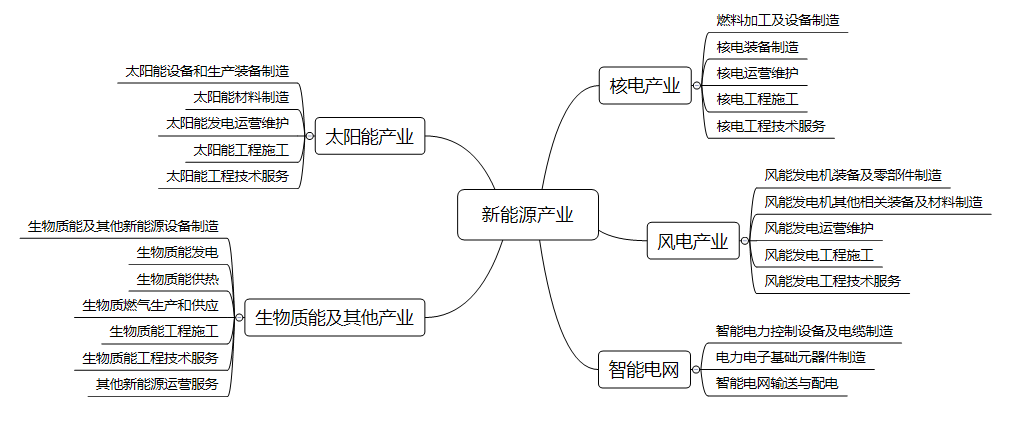 新能源产业
核电产业
燃料加工及设备制造
核电装备制造
核电运营维护
核电工程施工
核电工程技术服务
风电产业
风能发电机装备及零部件制造
风能发电机其他相关装备及材料制造
风能发电运营维护
风能发电工程施工
风能发电工程技术服务
智能电网
智能电力控制设备及电缆制造
电力电子基础元器件制造
智能电网输送与配电
太阳能产业
太阳能设备和生产装备制造
太阳能材料制造
太阳能发电运营维护
太阳能工程施工
太阳能工程技术服务
生物质能及其他产业
生物质能及其他新能源设备制造
生物质能发电
生物质能供热
生物质燃气生产和供应
生物质能工程施工
生物质能工程技术服务
其他新能源运营服务